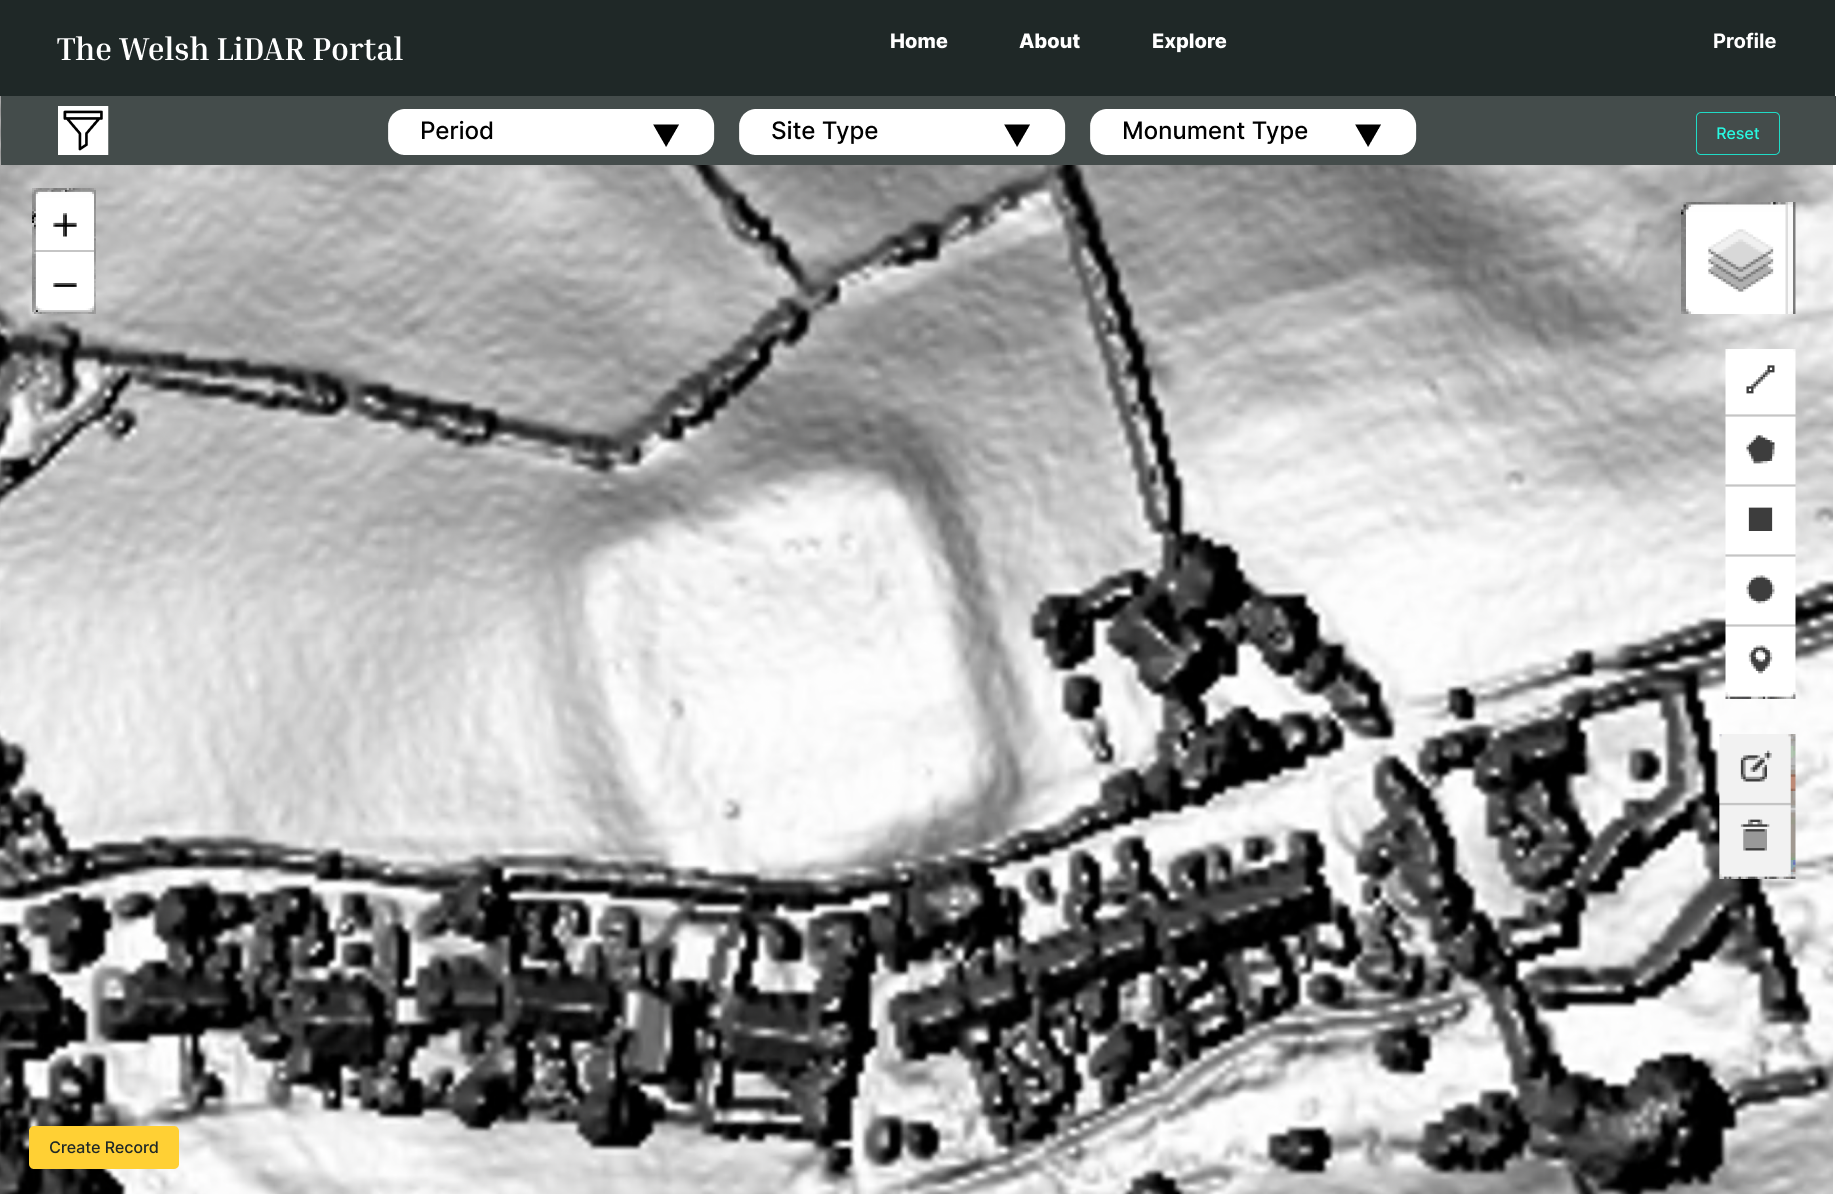 The Welsh LiDAR Portal
Home
About
Explore
Profile
Period
Site Type
Monument Type
Reset
+
−
Create Record